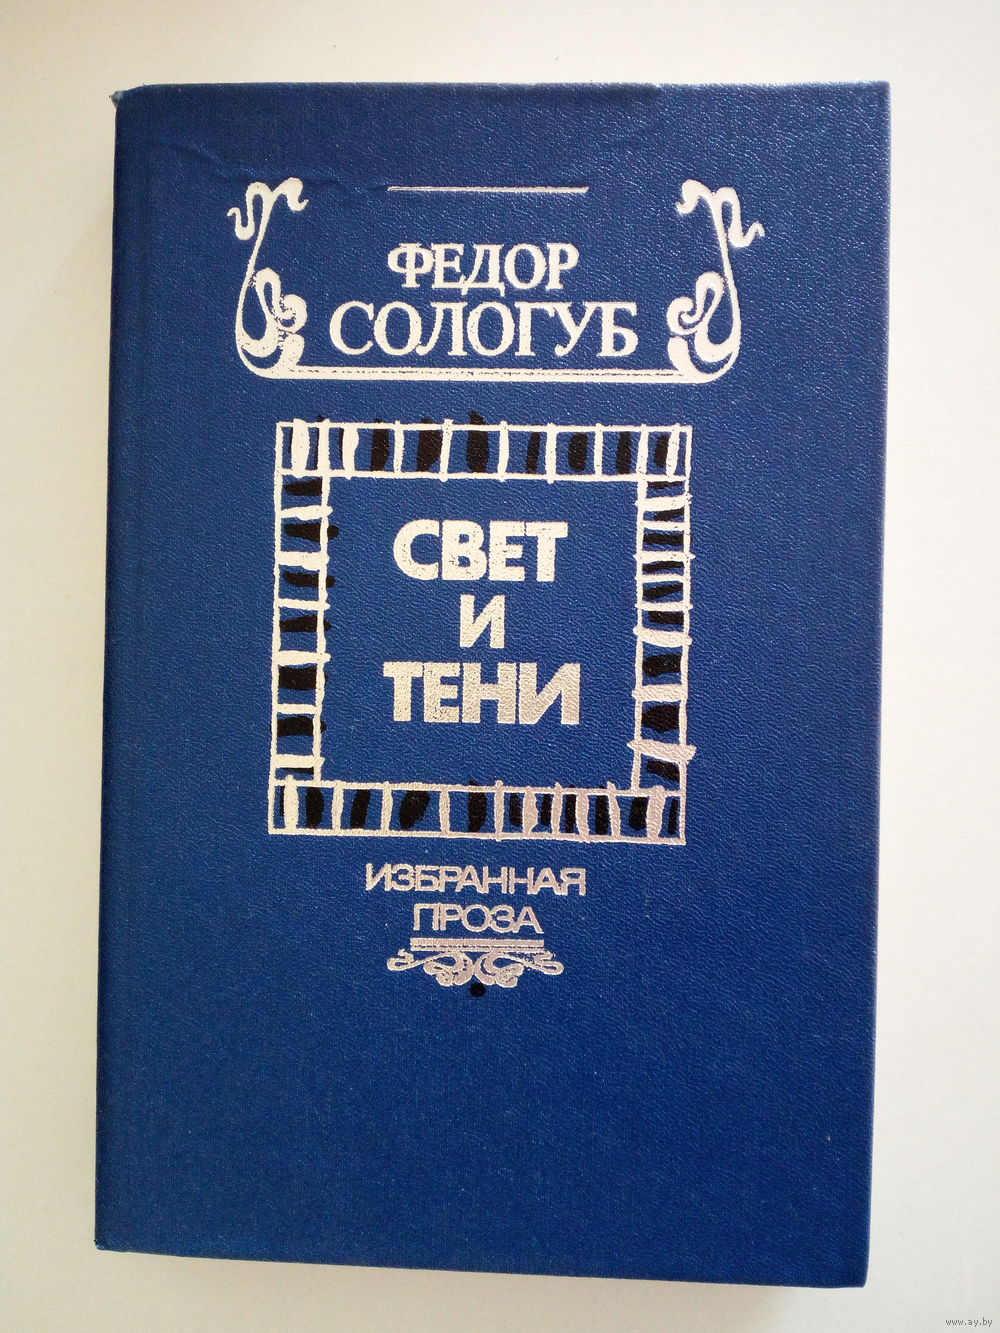 ФЕДОР
СОЛОГУБ
СВЕТ
И
ТЕНИ
ИЗБРАННАЯ
ПРОЗА
www.ay.by